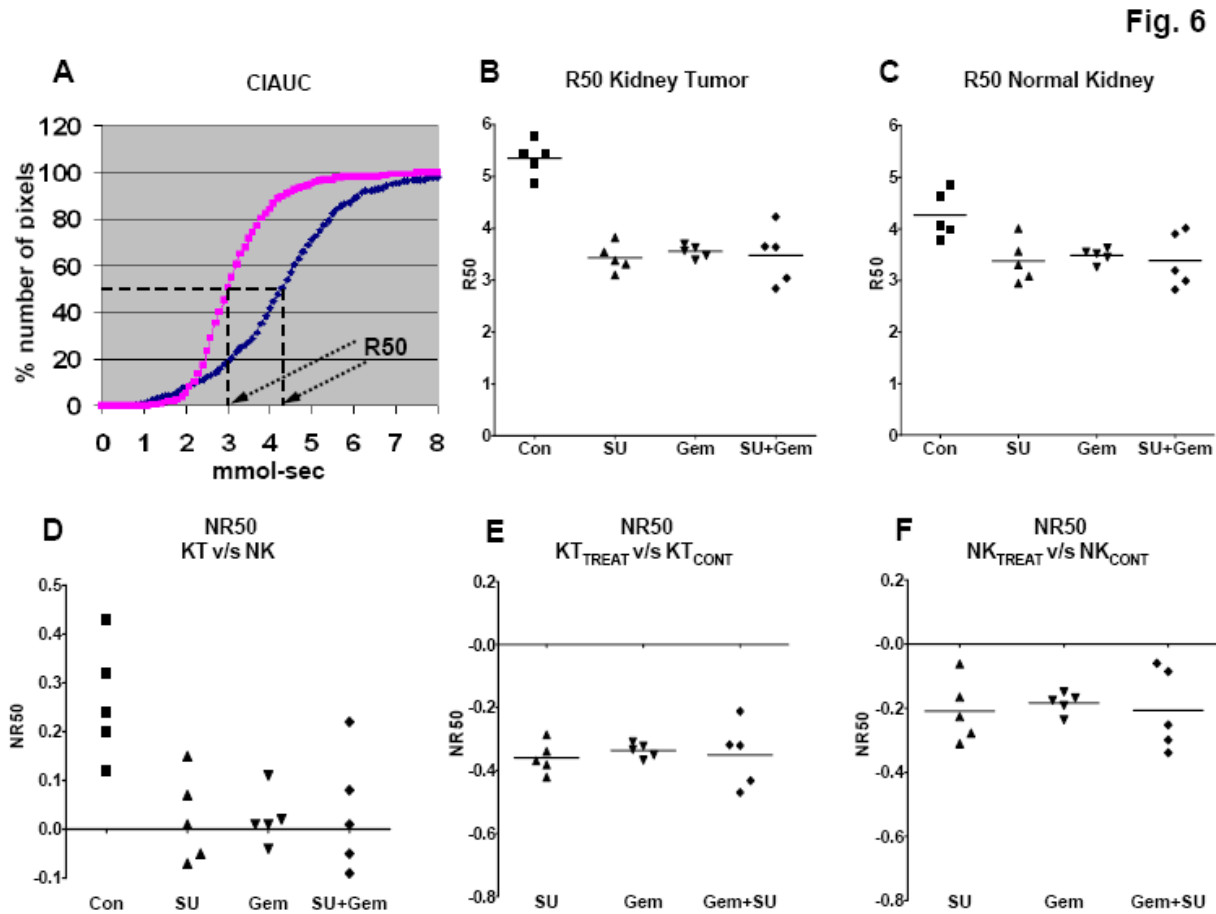 Fig. 6
A
CIAUC
120
100
80
60
40
20
0
% number of pixels
R50
0 1 2 3 4 5 6 7 8
mmol-sec
B
R50 Kidney Tumor
6
5
4
3
2
1
0
R50
Con SU Gem SU+Gem
C
R50 Normal Kidney
6
5
4
3
2
1
0
R50
Con SU Gem SU+Gem
D
NR50
KT v/s NK
0.5
0.4
0.3
0.2
0.1
0.0
-0.1
NR50
Con SU Gem SU+Gem
E
NR50
KTTREAT v/s KTCONT
0.2
-0.0
-0.2
-0.4
-0.6
-0.8
NR50
SU Gem Gem+SU
F
NR50
NKTREAT v/s NKCONT
0.2
-0.0
-0.2
-0.4
-0.6
-0.8
NR50
SU Gem Gem+SU